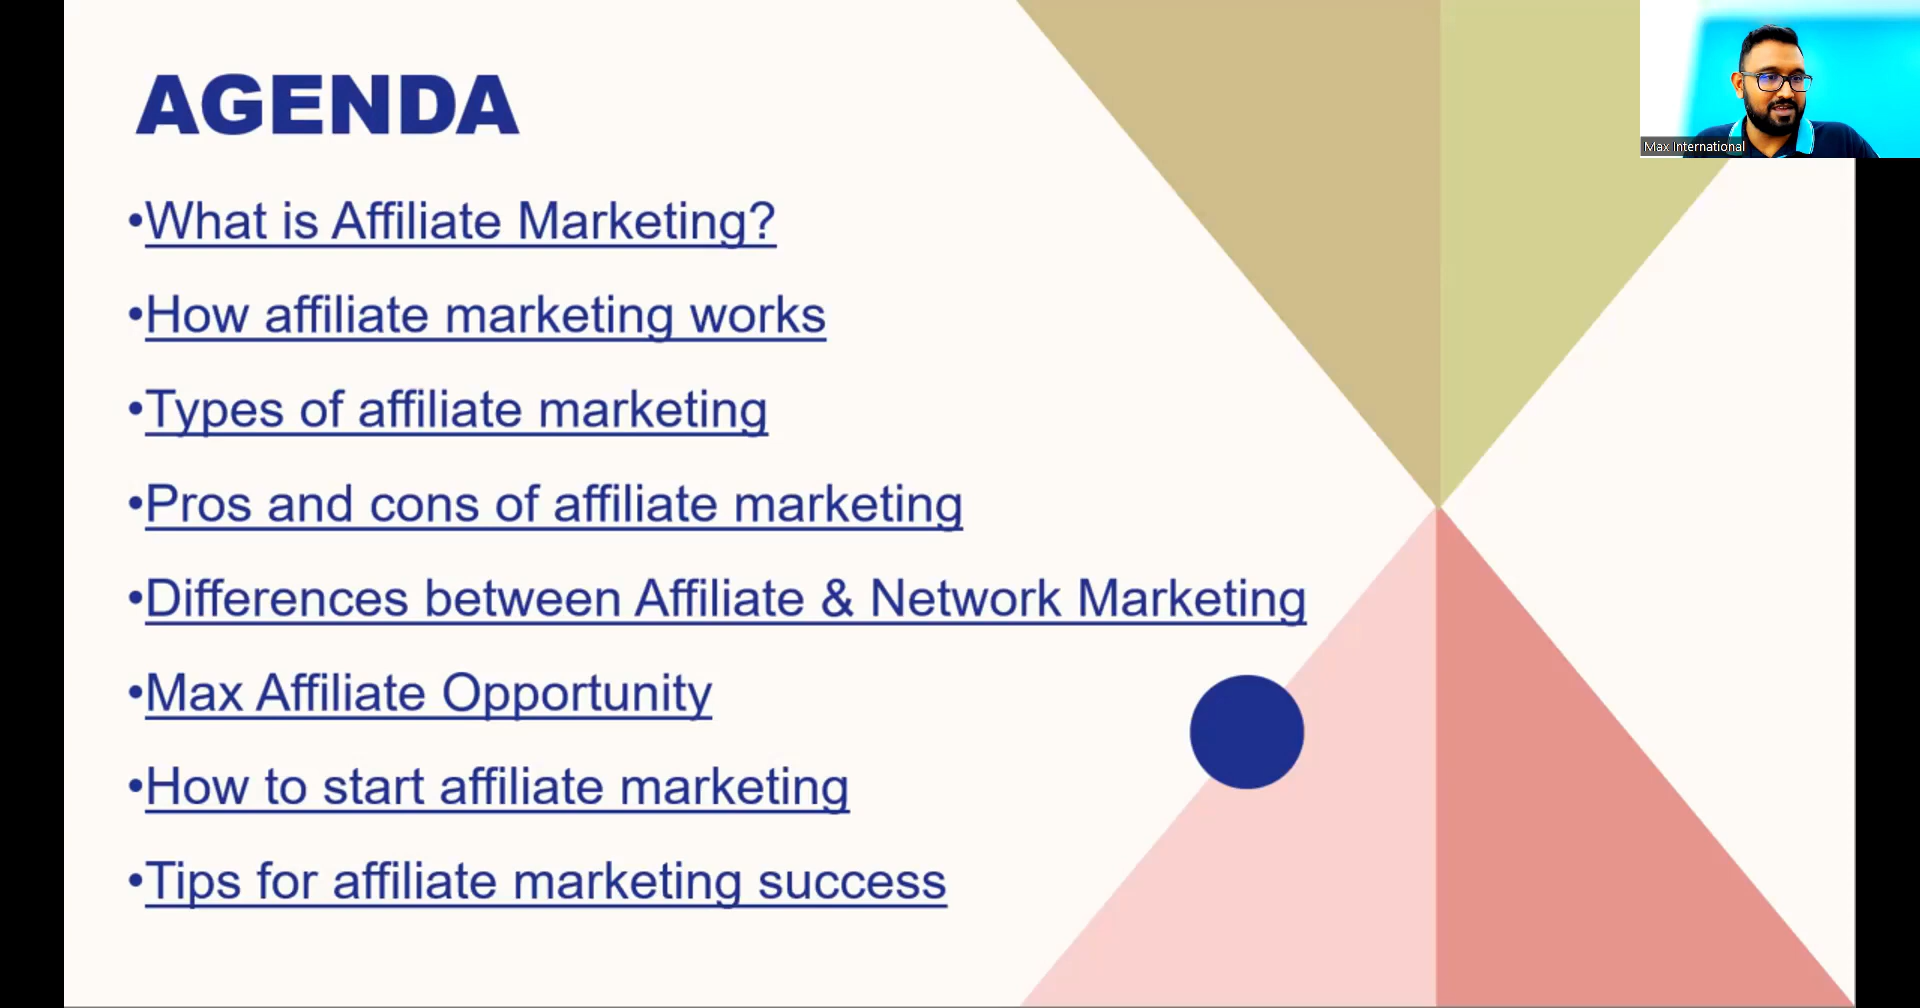 AGENDA
•What is Affiliate Marketing?
•How affiliate marketing works
•Types of affiliate marketing
•Pros and cons of affiliate marketing
•Differences between Affiliate & Network Marketing
•Max Affiliate Opportunity
•How to start affiliate marketing
•Tips for affiliate marketing success
Max International